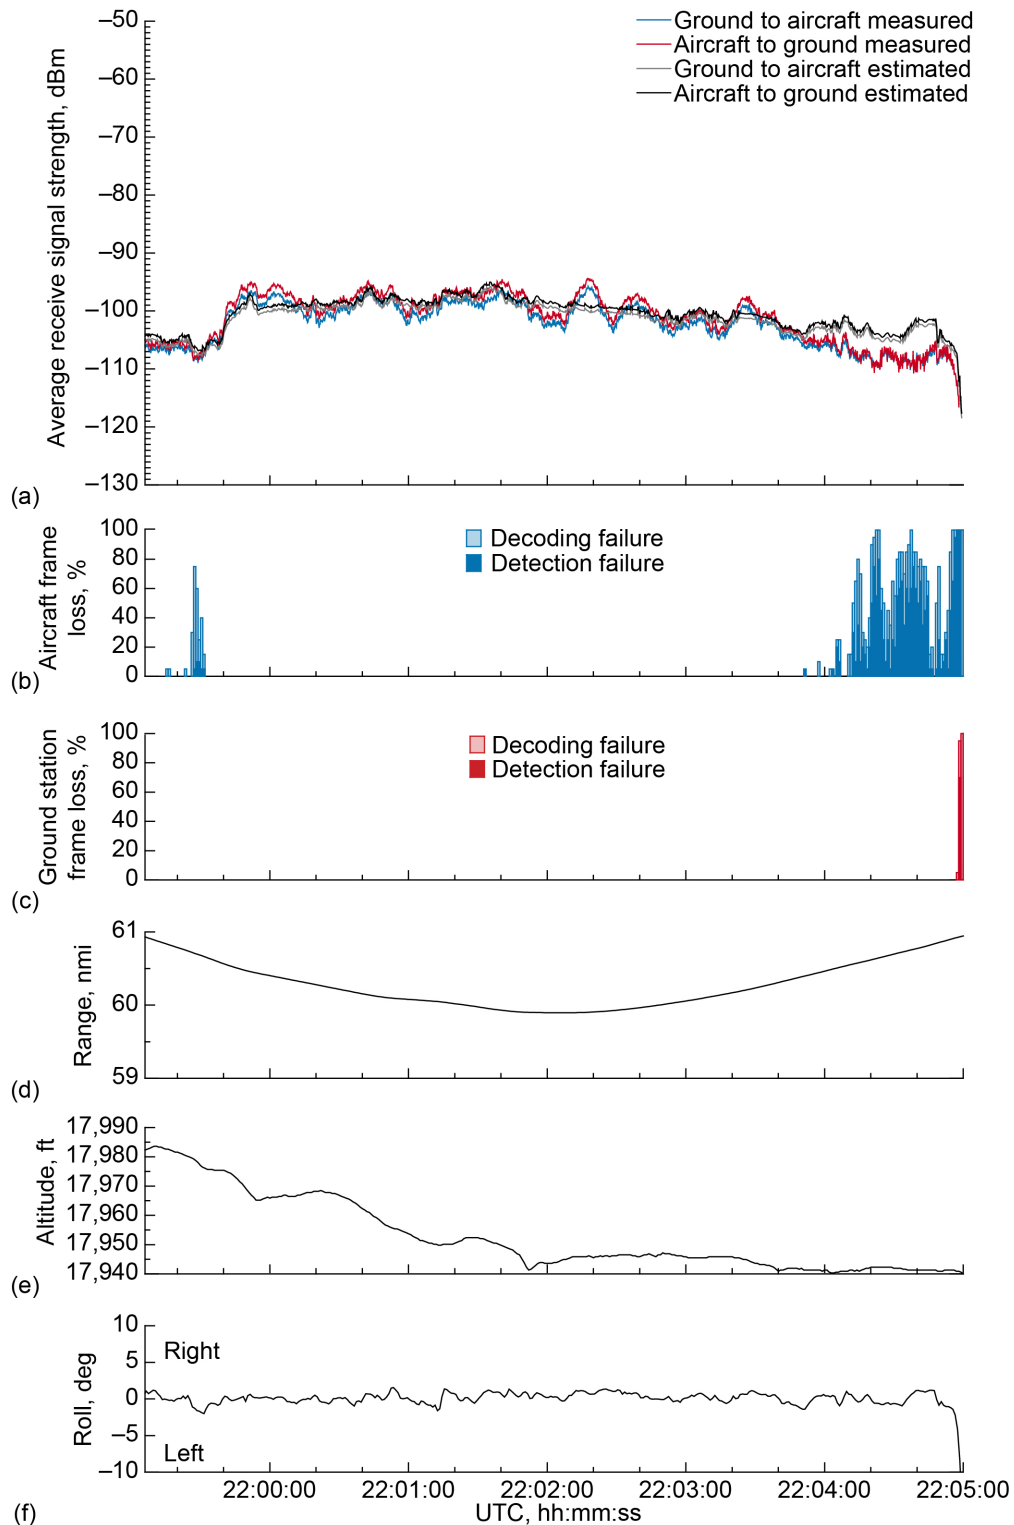 Ground to aircraft measured
Aircraft to ground measured
Ground to aircraft estimated
Aircraft to ground estimated
Average receive signal strength, dBm
–50
–60
–70
–80
–90
–100
–110
–120
–130
(a)
Aircraft frame
loss, %
100
80
60
40
20
0
Decoding failure
Detection failure
(b)
Ground station
frame loss, %
100
80
60
40
20
0
Decoding failure
Detection failure
(c)
Range, nmi
61
60
59
(d)
Altitude, ft
17,990
17,980
17,970
17,960
17,950
17,940
(e)
Roll, deg
10
5
0
–5
–10
Right
Left
22:00:00 22:01:00 22:02:00 22:03:00 22:04:00 22:05:00
UTC, hh:mm:ss
(f)